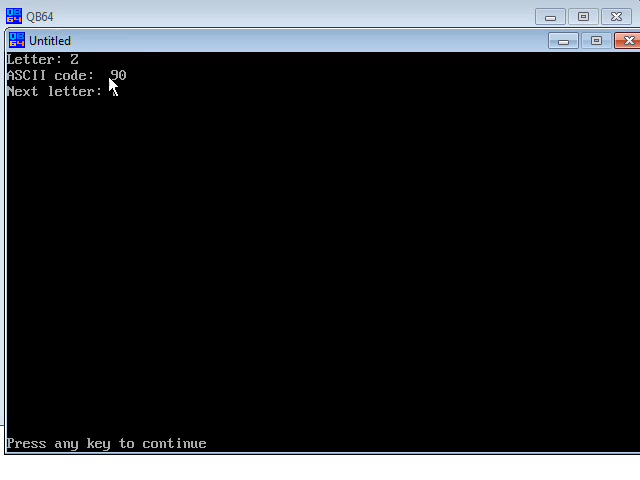 QB64
Untitled
Letter: Z
ASCII code:  90
Next letter:
Press any key to continue